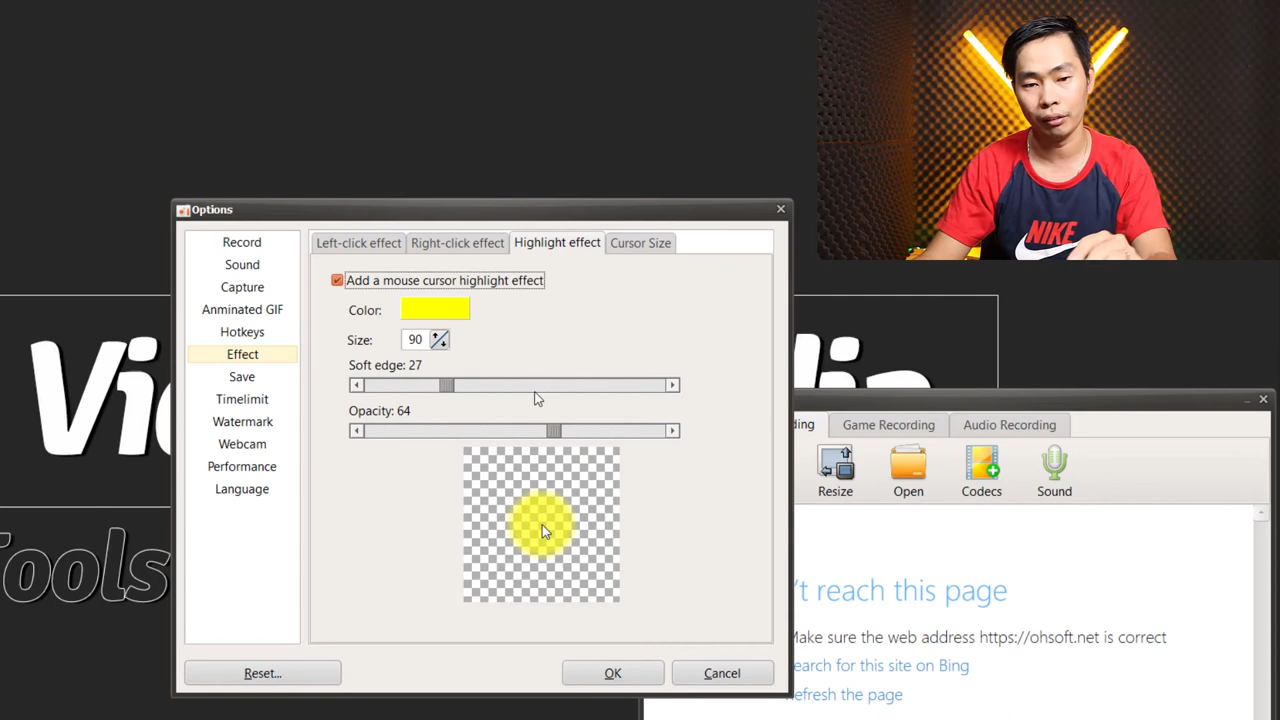 NIKE
Options
Record
Sound
Capture
Anminated GIF
Hotkeys
Effect
Save
Timelimit
Watermark
Webcam
Performance
Language
Left-click effect
Right-click effect
Highlight effect
Cursor Size
Add a mouse cursor highlight effect
Color:
Size: 90
Soft edge: 27
Opacity: 64
Reset...
OK
Cancel
Game Recording
Audio Recording
Resize
Open
Codecs
Sound
't reach this page
Make sure the web address https://ohsoft.net is correct
earch for this site on Bing
efresh the page
Tools